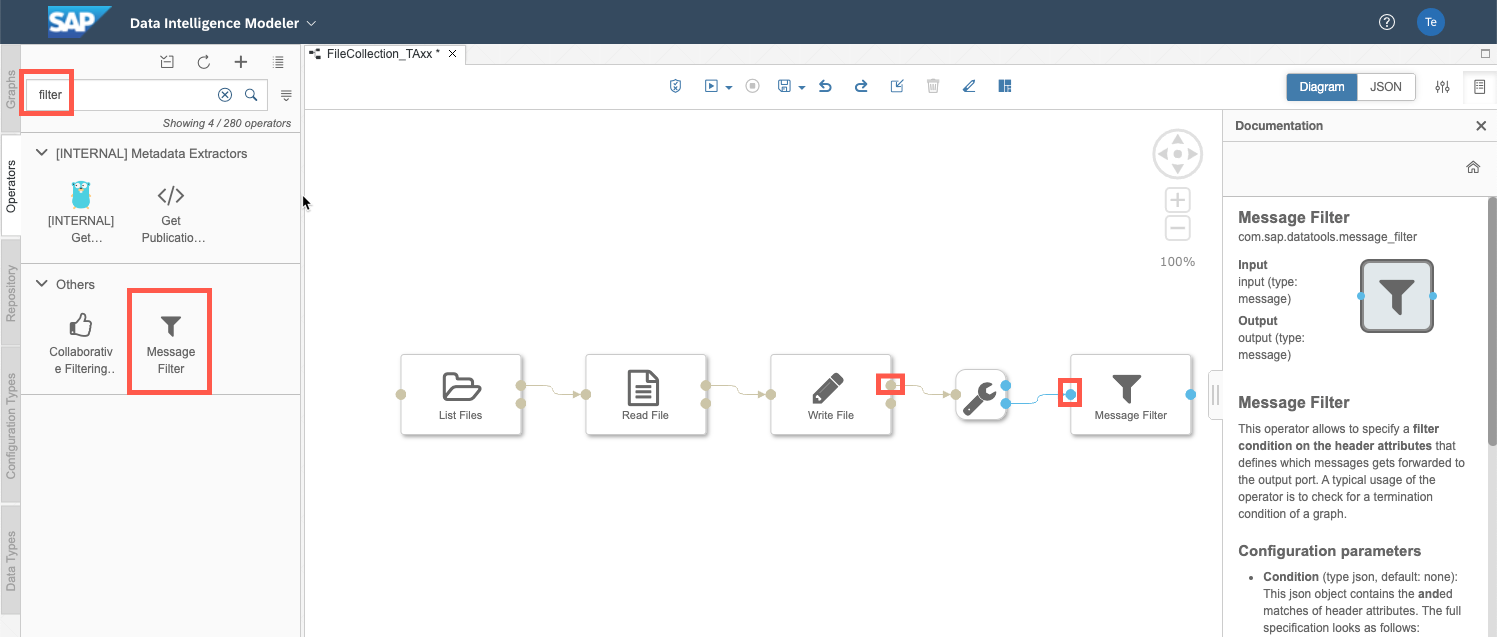 SAP
Data Intelligence Modeler
?
Te
FileCollection_TAxx *
Graphs
Operators
Repository
Configuration Types
Data Types
filter
Showing 4 / 280 operators
[INTERNAL] Metadata Extractors
[INTERNAL]
Get...
Get
Publicatio...
Others
Collaborativ
e Filtering..
Message
Filter
Diagram
JSON
100%
List Files
Read File
Write File
Message Filter
Documentation
Message Filter
com.sap.datatools.message_filter
Input
input (type:
message)
Output
output (type:
message)
Message Filter
This operator allows to specify a filter
condition on the header attributes that
defines which messages gets forwarded to
the output port. A typical usage of the
operator is to check for a termination
condition of a graph.
Configuration parameters
• Condition (type json, default: none):
This json object contains the anded
matches of header attributes. The full
specification looks as follows: